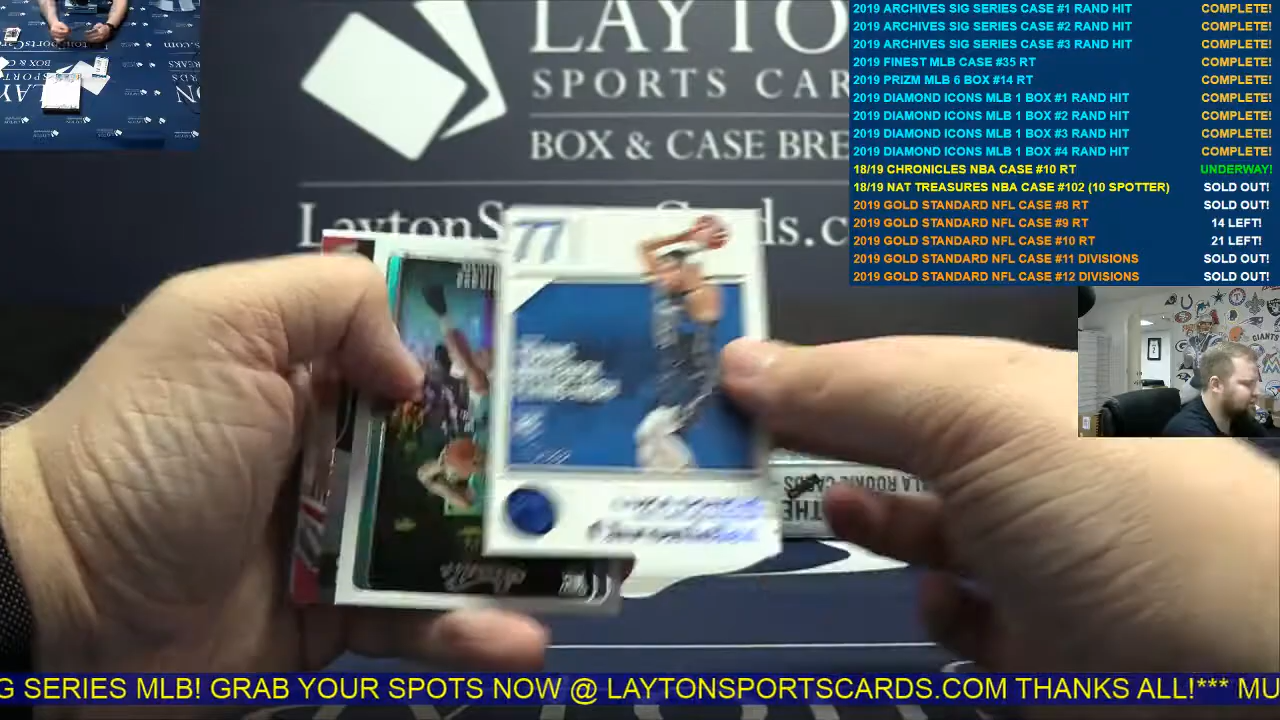 LAYTO
SPORTS CAR
BOX & CASE BRE
LaytonS
ds.com
2019 ARCHIVES SIG SERIES CASE #1 RAND HIT COMPLETE!
2019 ARCHIVES SIG SERIES CASE #2 RAND HIT COMPLETE!
2019 ARCHIVES SIG SERIES CASE #3 RAND HIT COMPLETE!
2019 FINEST MLB CASE #35 RT COMPLETE!
2019 PRIZM MLB 6 BOX #14 RT COMPLETE!
2019 DIAMOND ICONS MLB 1 BOX #1 RAND HIT COMPLETE!
2019 DIAMOND ICONS MLB 1 BOX #2 RAND HIT COMPLETE!
2019 DIAMOND ICONS MLB 1 BOX #3 RAND HIT COMPLETE!
2019 DIAMOND ICONS MLB 1 BOX #4 RAND HIT COMPLETE!
18/19 CHRONICLES NBA CASE #10 RT UNDERWAY!
18/19 NAT TREASURES NBA CASE #102 (10 SPOTTER) SOLD OUT!
2019 GOLD STANDARD NFL CASE #8 RT SOLD OUT!
2019 GOLD STANDARD NFL CASE #9 RT 14 LEFT!
2019 GOLD STANDARD NFL CASE #10 RT 21 LEFT!
2019 GOLD STANDARD NFL CASE #11 DIVISIONS SOLD OUT!
2019 GOLD STANDARD NFL CASE #12 DIVISIONS SOLD OUT!
77
Chronicles
LA ROOKIE CARDS
THE
GIANTS
G SERIES MLB! GRAB YOUR SPOTS NOW @ LAYTONSPORTSCARDS.COM THANKS ALL!*** MU